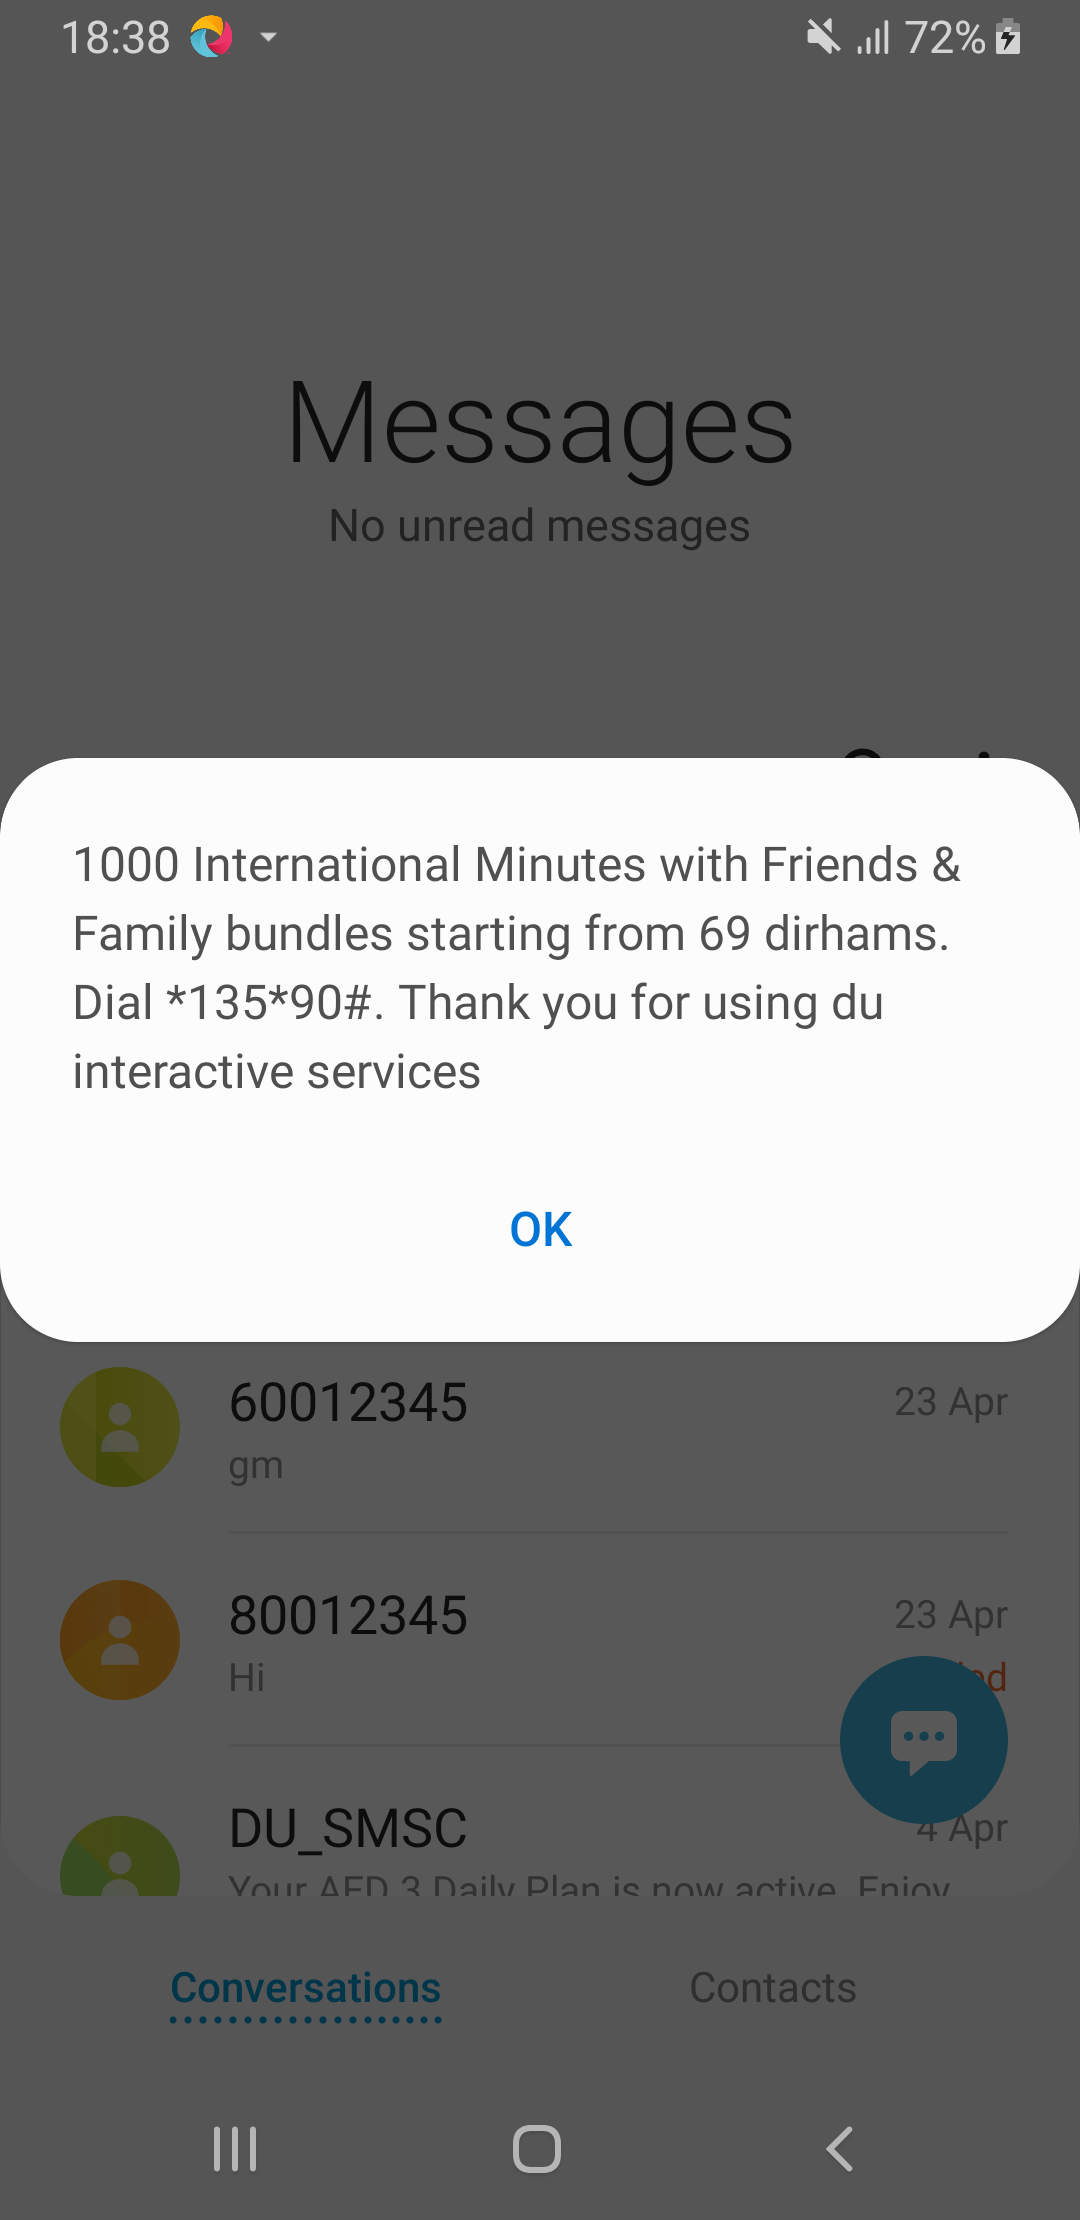 18:38
72%
Messages
No unread messages
1000 International Minutes with Friends &
Family bundles starting from 69 dirhams.
Dial *135*90#. Thank you for using du
interactive services
OK
60012345
23 Apr
gm
80012345
23 Apr
Hi
DU_SMSC
4 Apr
Your AED 3 Daily Plan is now active. Enjoy
Conversations
Contacts